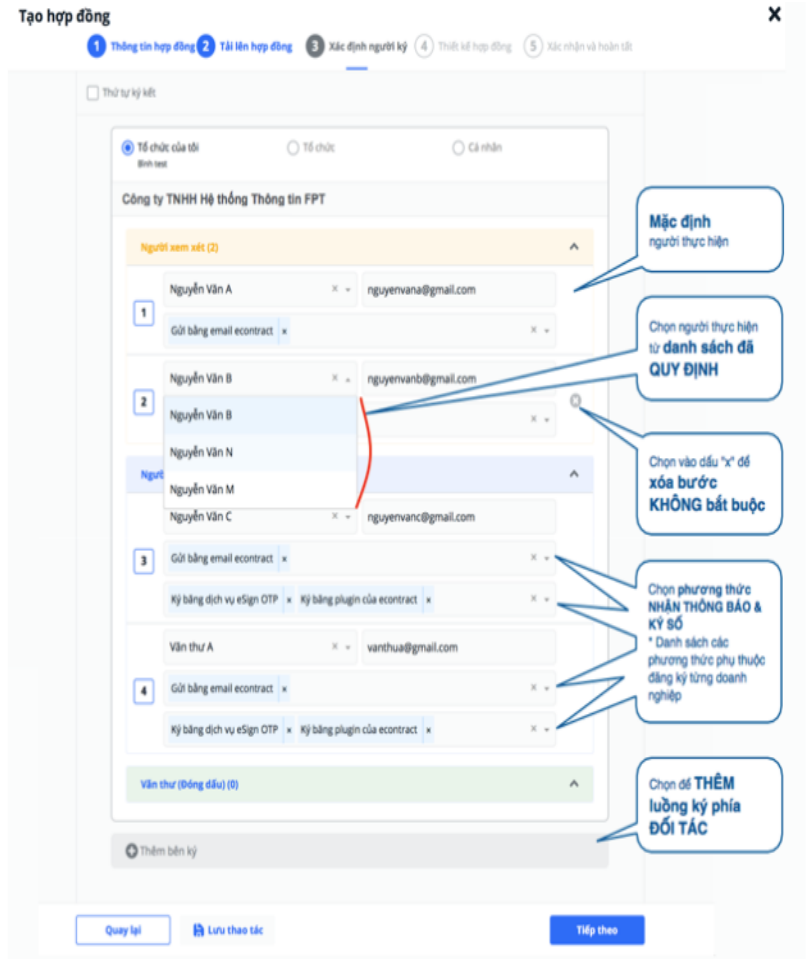 Tạo hợp đồng
1 Thông tin hợp đồng 2 Tải lên hợp đồng 3 Xác định người ký 4 Thiết kế hợp đồng 5 Xác nhận và hoàn tất
Thứ tự ký kết
Tổ chức của tôi
Bình test
Tổ chức
Cá nhân
Công ty TNHH Hệ thống Thông tin FPT
Người xem xét (2)
1
Nguyễn Văn A × nguyenvana@gmail.com
Gửi bằng email econtract × ×
2
Nguyễn Văn B × nguyenvanb@gmail.com
Nguyễn Văn B ×
Nguyễn Văn N
Nguyễn Văn M
Ngườ
3
Nguyễn Văn C × nguyenvanc@gmail.com
Gửi bằng email econtract × ×
Ký bằng dịch vụ eSign OTP × Ký bằng plugin của econtract × ×
4
Văn thư A × vanthua@gmail.com
Gửi bằng email econtract × ×
Ký bằng dịch vụ eSign OTP × Ký bằng plugin của econtract × ×
Văn thư (Đóng dấu) (0)
Thêm bên ký
Quay lại
Lưu thao tác
Tiếp theo
Mặc định
người thực hiện
Chọn người thực hiện
từ danh sách đã
QUY ĐỊNH
Chọn vào dấu "x" để
xóa bước
KHÔNG bắt buộc
Chọn phương thức
NHẬN THÔNG BÁO &
KÝ SỐ
* Danh sách các
phương thức phụ thuộc
đăng ký từng doanh
nghiệp
Chọn để THÊM
luồng ký phía
ĐỐI TÁC